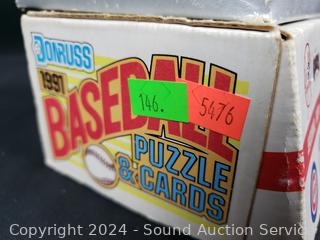 DONRUSS
1991
BASEBALL
146.
5476
PUZZLE
& CARDS
Copyright 2024 - Sound Auction Service